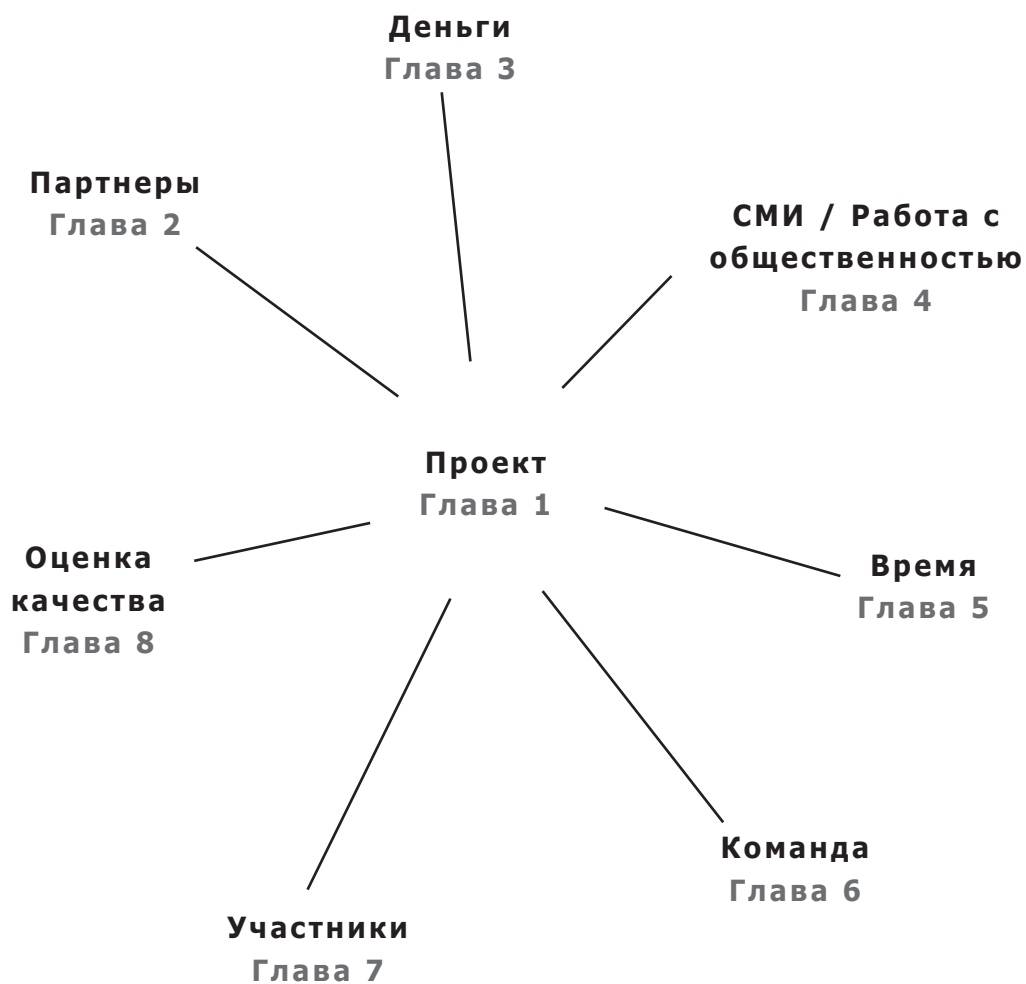 Деньги
Глава 3
Партнеры
Глава 2
СМИ / Работа с
общественностью
Глава 4
Проект
Глава 1
Оценка
качества
Глава 8
Время
Глава 5
Команда
Глава 6
Участники
Глава 7